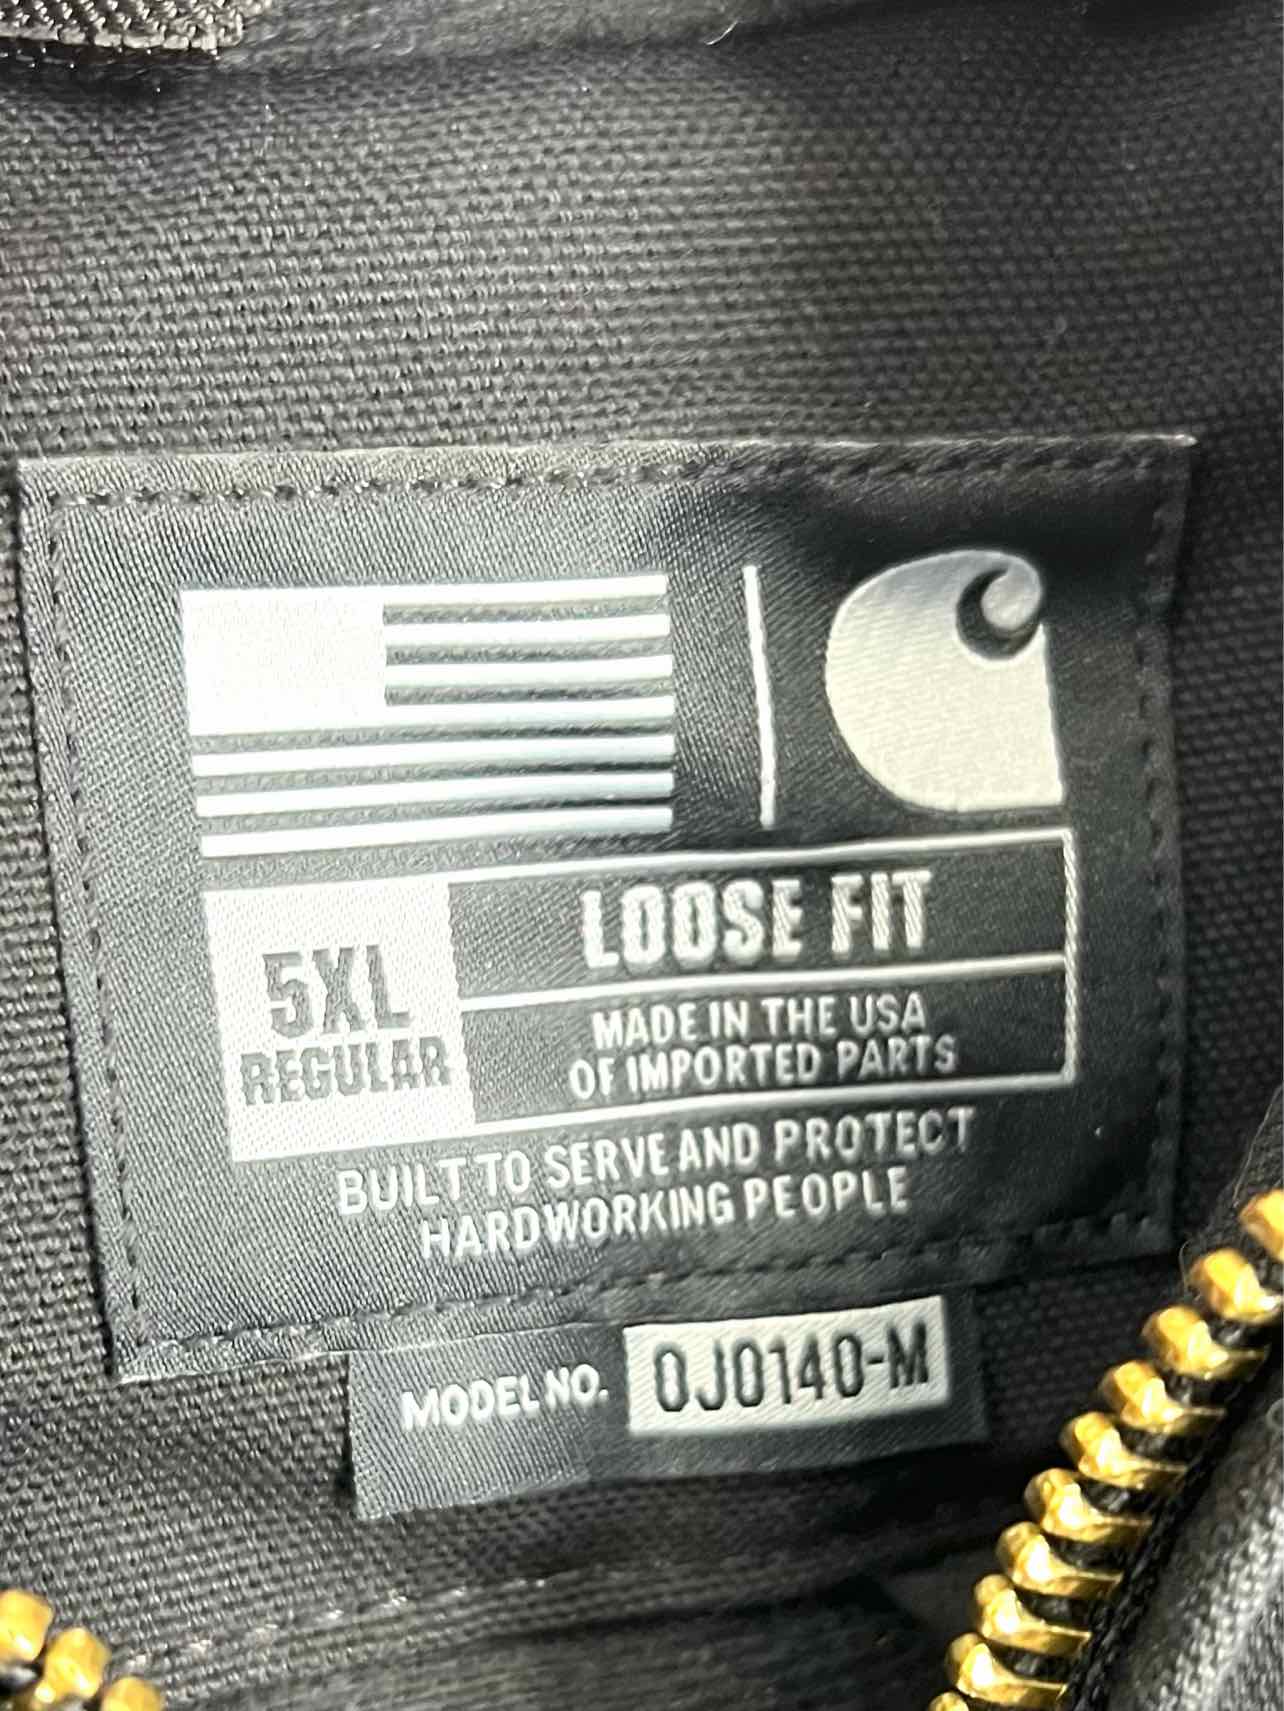 LOOSE FIT
5XL
REGULAR
MADE IN THE USA
OF IMPORTED PARTS
BUILT TO SERVE AND PROTECT
HARDWORKING PEOPLE
MODEL NO. OJ0140-M